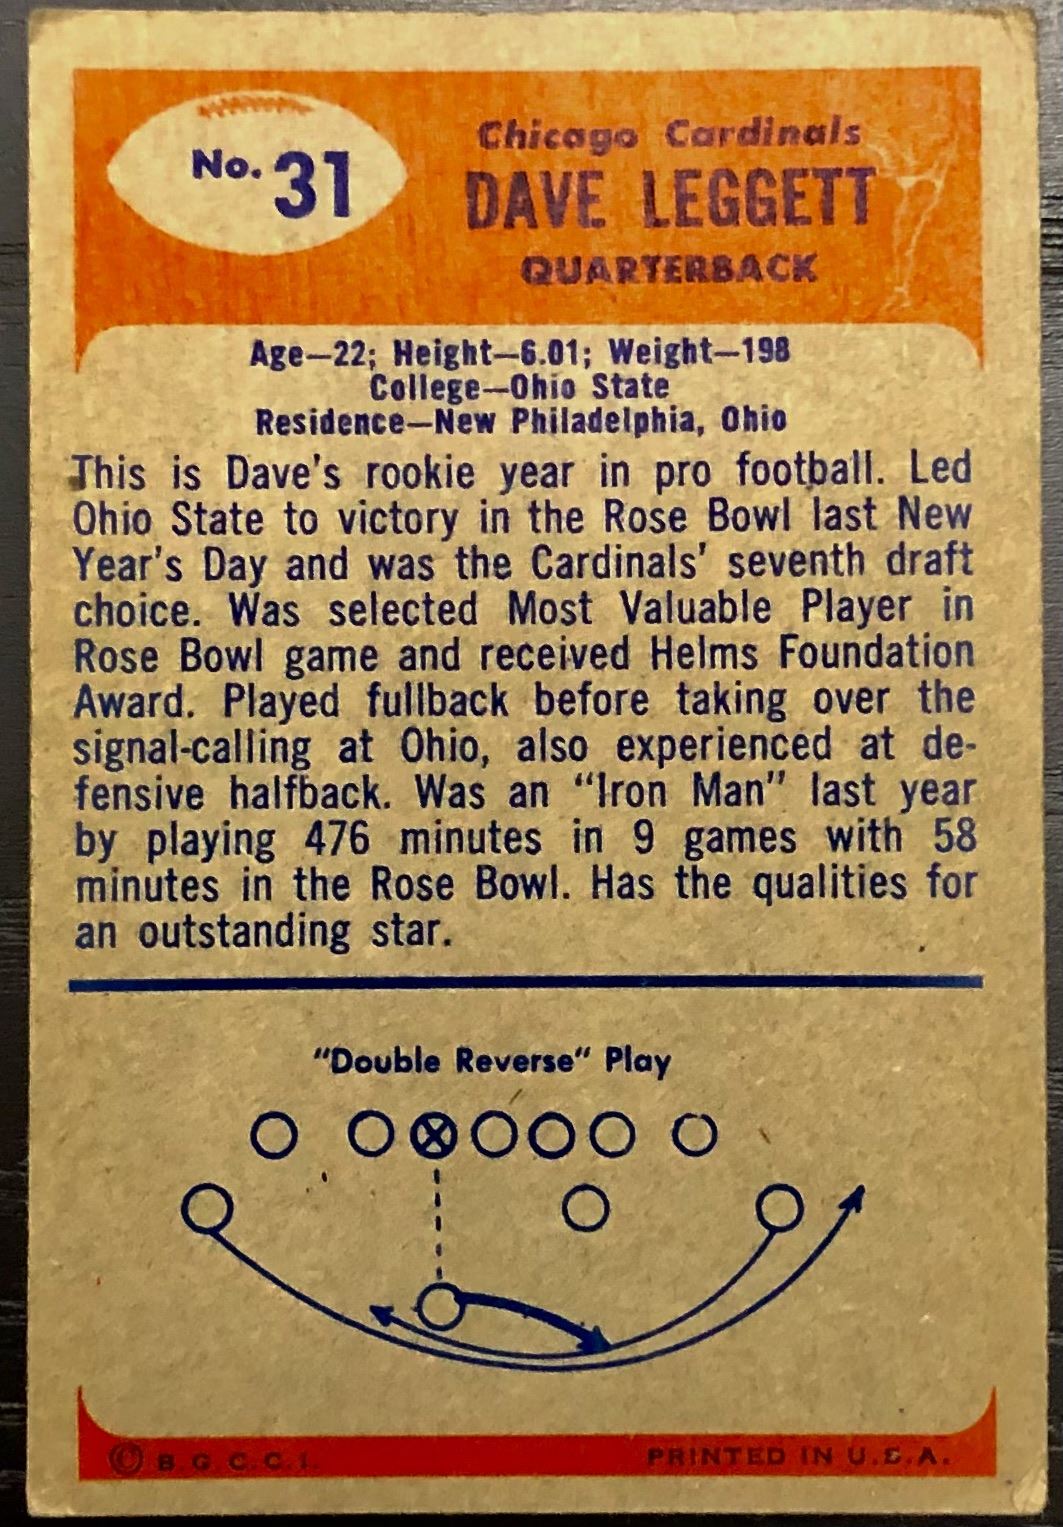 No. 31
Chicago Cardinals
DAVE LEGGETT
QUARTERBACK
Age—22; Height—6.01; Weight—198
College—Ohio State
Residence—New Philadelphia, Ohio
This is Dave's rookie year in pro football. Led
Ohio State to victory in the Rose Bowl last New
Year's Day and was the Cardinals' seventh draft
choice. Was selected Most Valuable Player in
Rose Bowl game and received Helms Foundation
Award. Played fullback before taking over the
signal-calling at Ohio, also experienced at de-
fensive halfback. Was an "Iron Man" last year
by playing 476 minutes in 9 games with 58
minutes in the Rose Bowl. Has the qualities for
an outstanding star.
"Double Reverse" Play
© B. G. C. C. I.
PRINTED IN U.S.A.